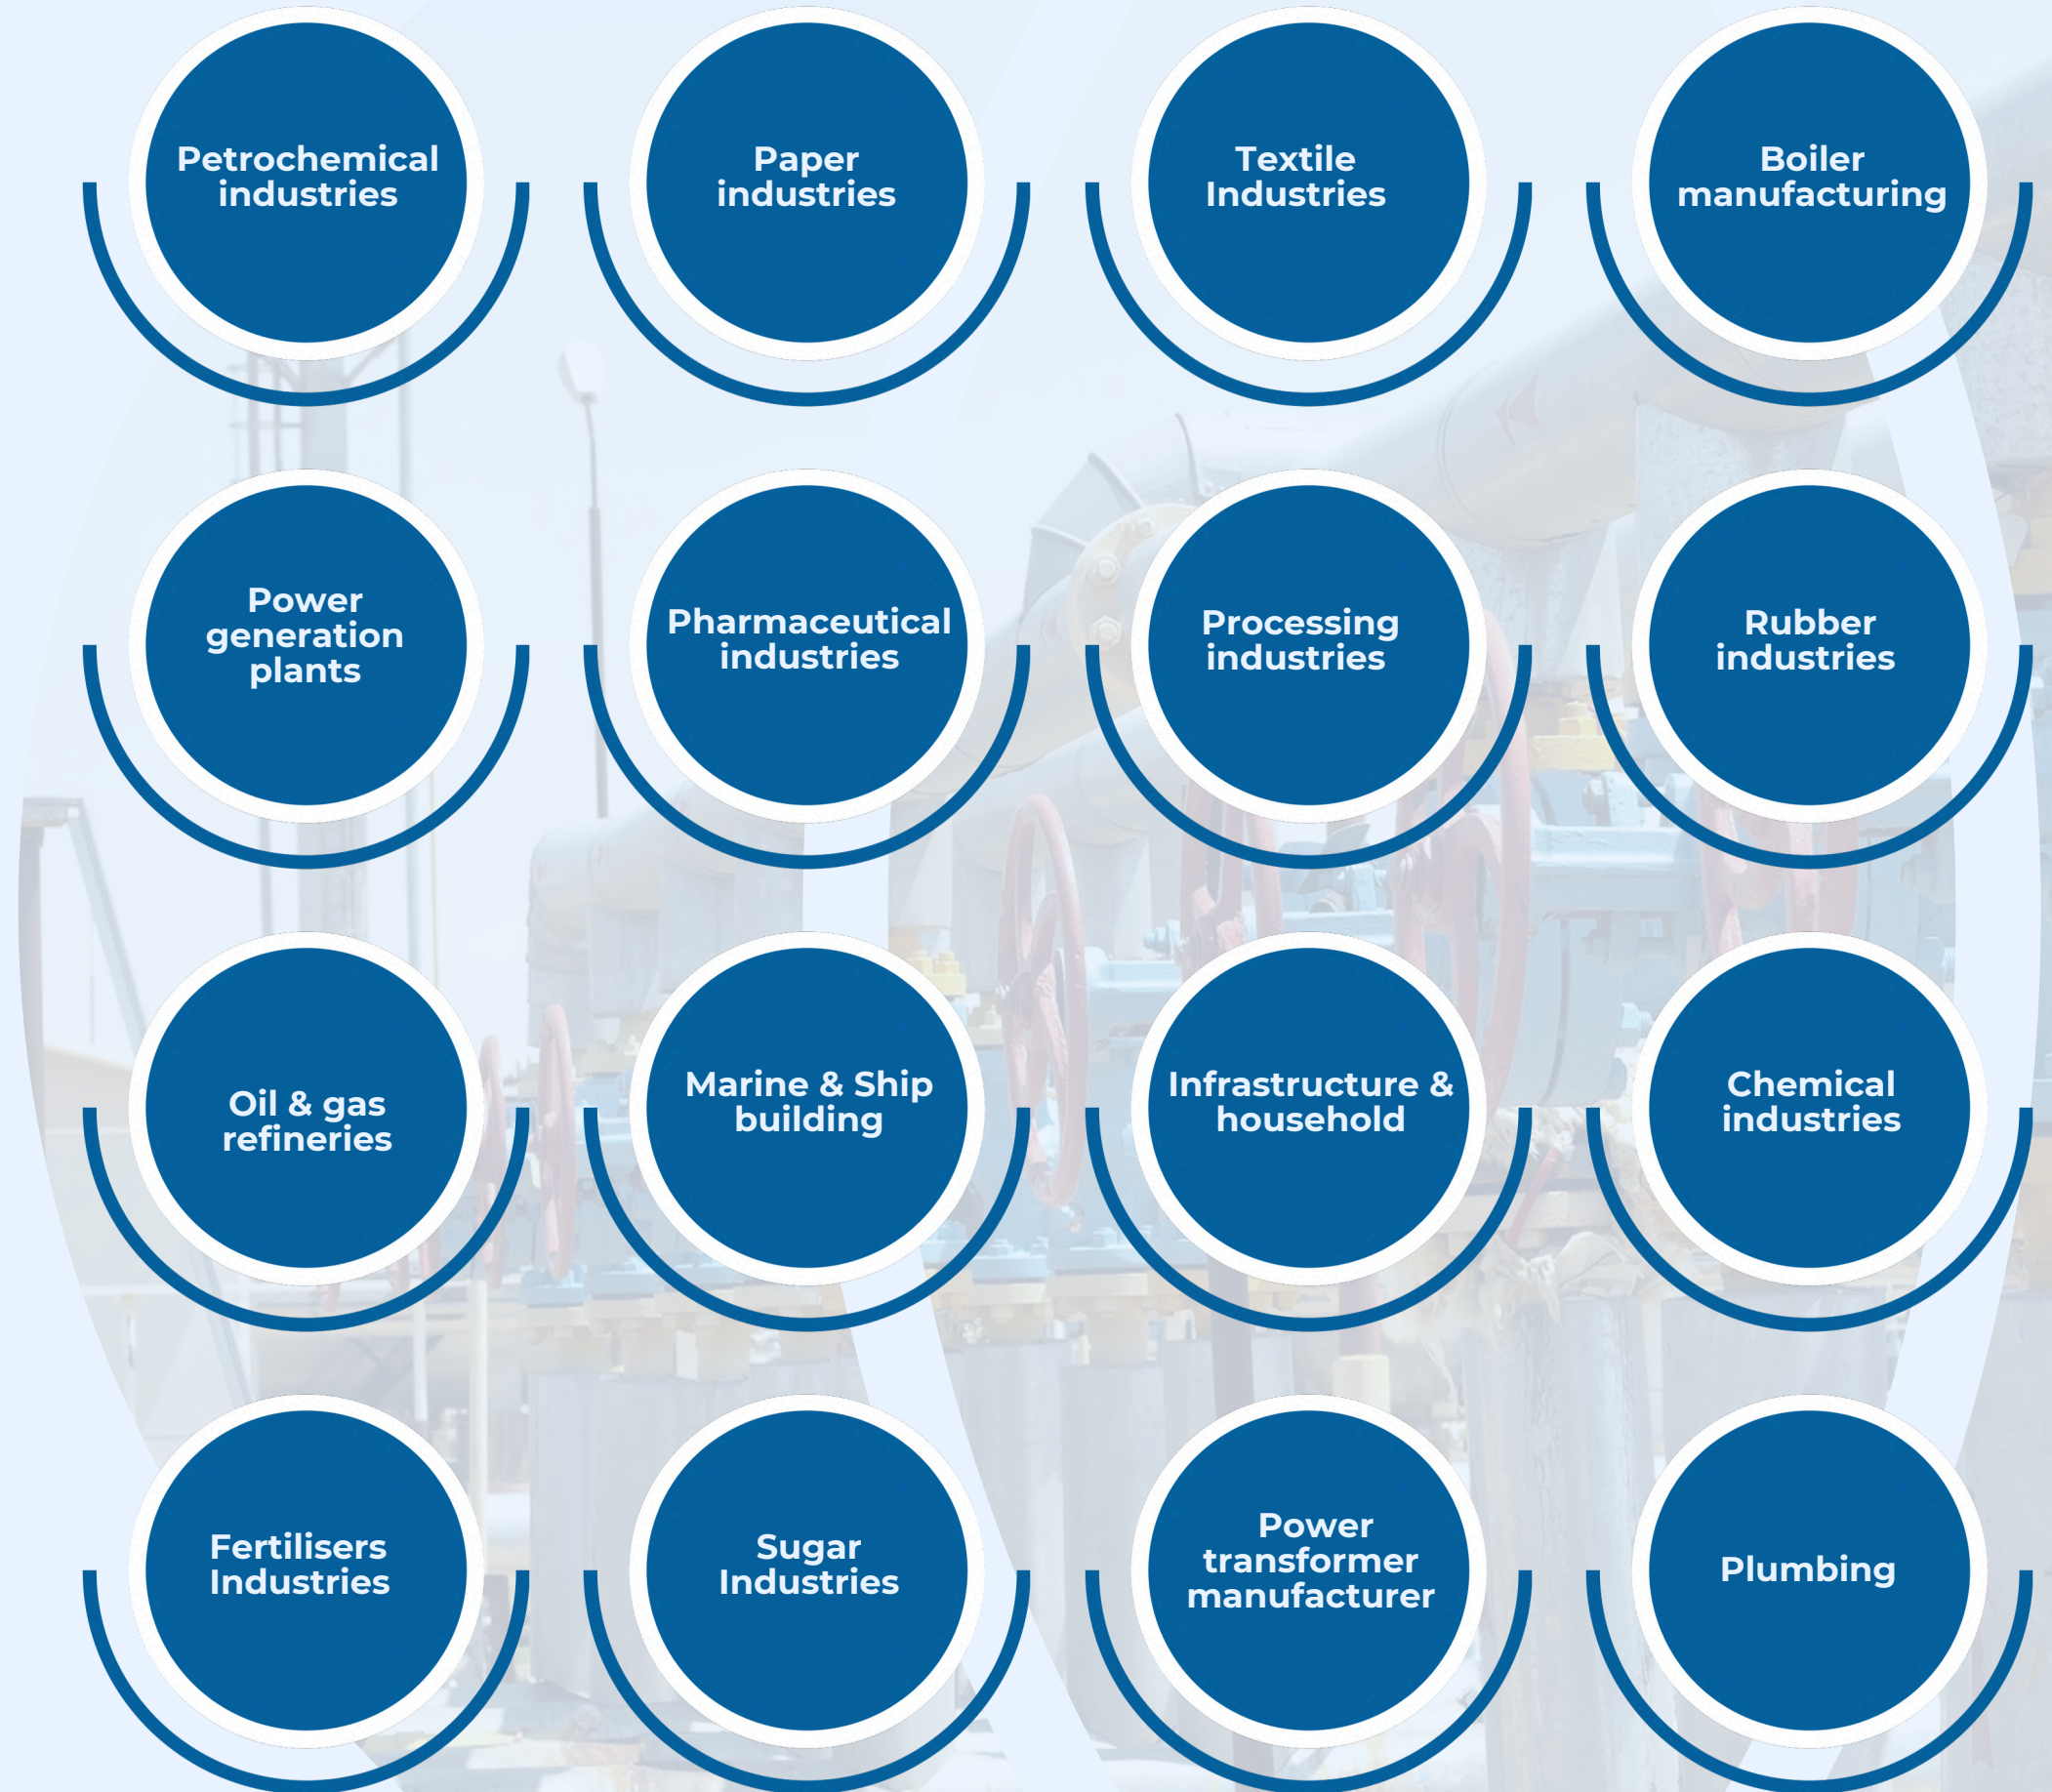 Petrochemical
industries
Paper
industries
Textile
Industries
Boiler
manufacturing
Power
generation
plants
Pharmaceutical
industries
Processing
industries
Rubber
industries
Oil & gas
refineries
Marine & Ship
building
Infrastructure &
household
Chemical
industries
Fertilisers
Industries
Sugar
Industries
Power
transformer
manufacturer
Plumbing